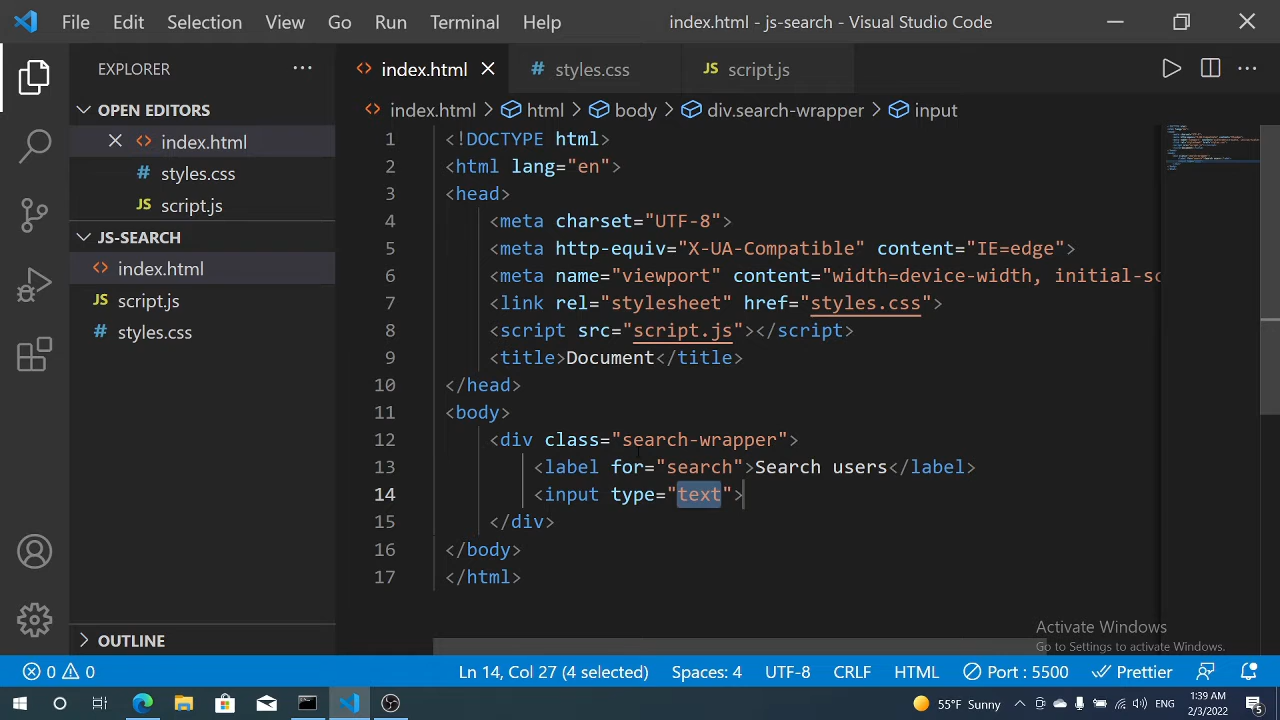 File Edit Selection View Go Run Terminal Help index.html - js-search - Visual Studio Code
EXPLORER
OPEN EDITORS
index.html
styles.css
script.js
JS-SEARCH
index.html
script.js
styles.css
OUTLINE
index.html styles.css script.js
index.html html body div.search-wrapper input
1 <!DOCTYPE html>
2 <html lang="en">
3 <head>
4 <meta charset="UTF-8">
5 <meta http-equiv="X-UA-Compatible" content="IE=edge">
6 <meta name="viewport" content="width=device-width, initial-sc
7 <link rel="stylesheet" href="styles.css">
8 <script src="script.js"></script>
9 <title>Document</title>
10 </head>
11 <body>
12 <div class="search-wrapper">
13 <label for="search">Search users</label>
14 <input type="text">
15 </div>
16 </body>
17 </html>
Activate Windows
Go to Settings to activate Windows.
0 0 Ln 14, Col 27 (4 selected) Spaces: 4 UTF-8 CRLF HTML Port : 5500 Prettier
55°F Sunny ENG 1:39 AM
2/3/2022 5